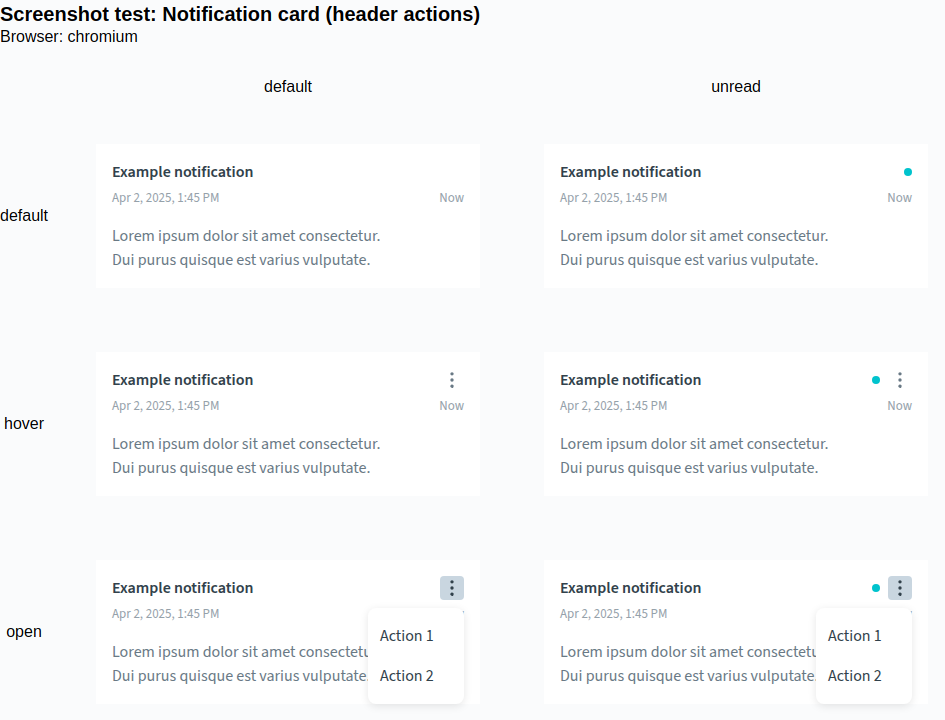 Screenshot test: Notification card (header actions)
Browser: chromium
default unread
default
Example notification
Apr 2, 2025, 1:45 PM Now
Lorem ipsum dolor sit amet consectetur.
Dui purus quisque est varius vulputate.
Example notification
Apr 2, 2025, 1:45 PM Now
Lorem ipsum dolor sit amet consectetur.
Dui purus quisque est varius vulputate.
hover
Example notification
Apr 2, 2025, 1:45 PM Now
Lorem ipsum dolor sit amet consectetur.
Dui purus quisque est varius vulputate.
Example notification
Apr 2, 2025, 1:45 PM Now
Lorem ipsum dolor sit amet consectetur.
Dui purus quisque est varius vulputate.
open
Example notification
Apr 2, 2025, 1:45 PM
Lorem ipsum dolor sit amet consectetu
Dui purus quisque est varius vulputate.
Action 1
Action 2
Example notification
Apr 2, 2025, 1:45 PM
Lorem ipsum dolor sit amet consectetu
Dui purus quisque est varius vulputate.
Action 1
Action 2